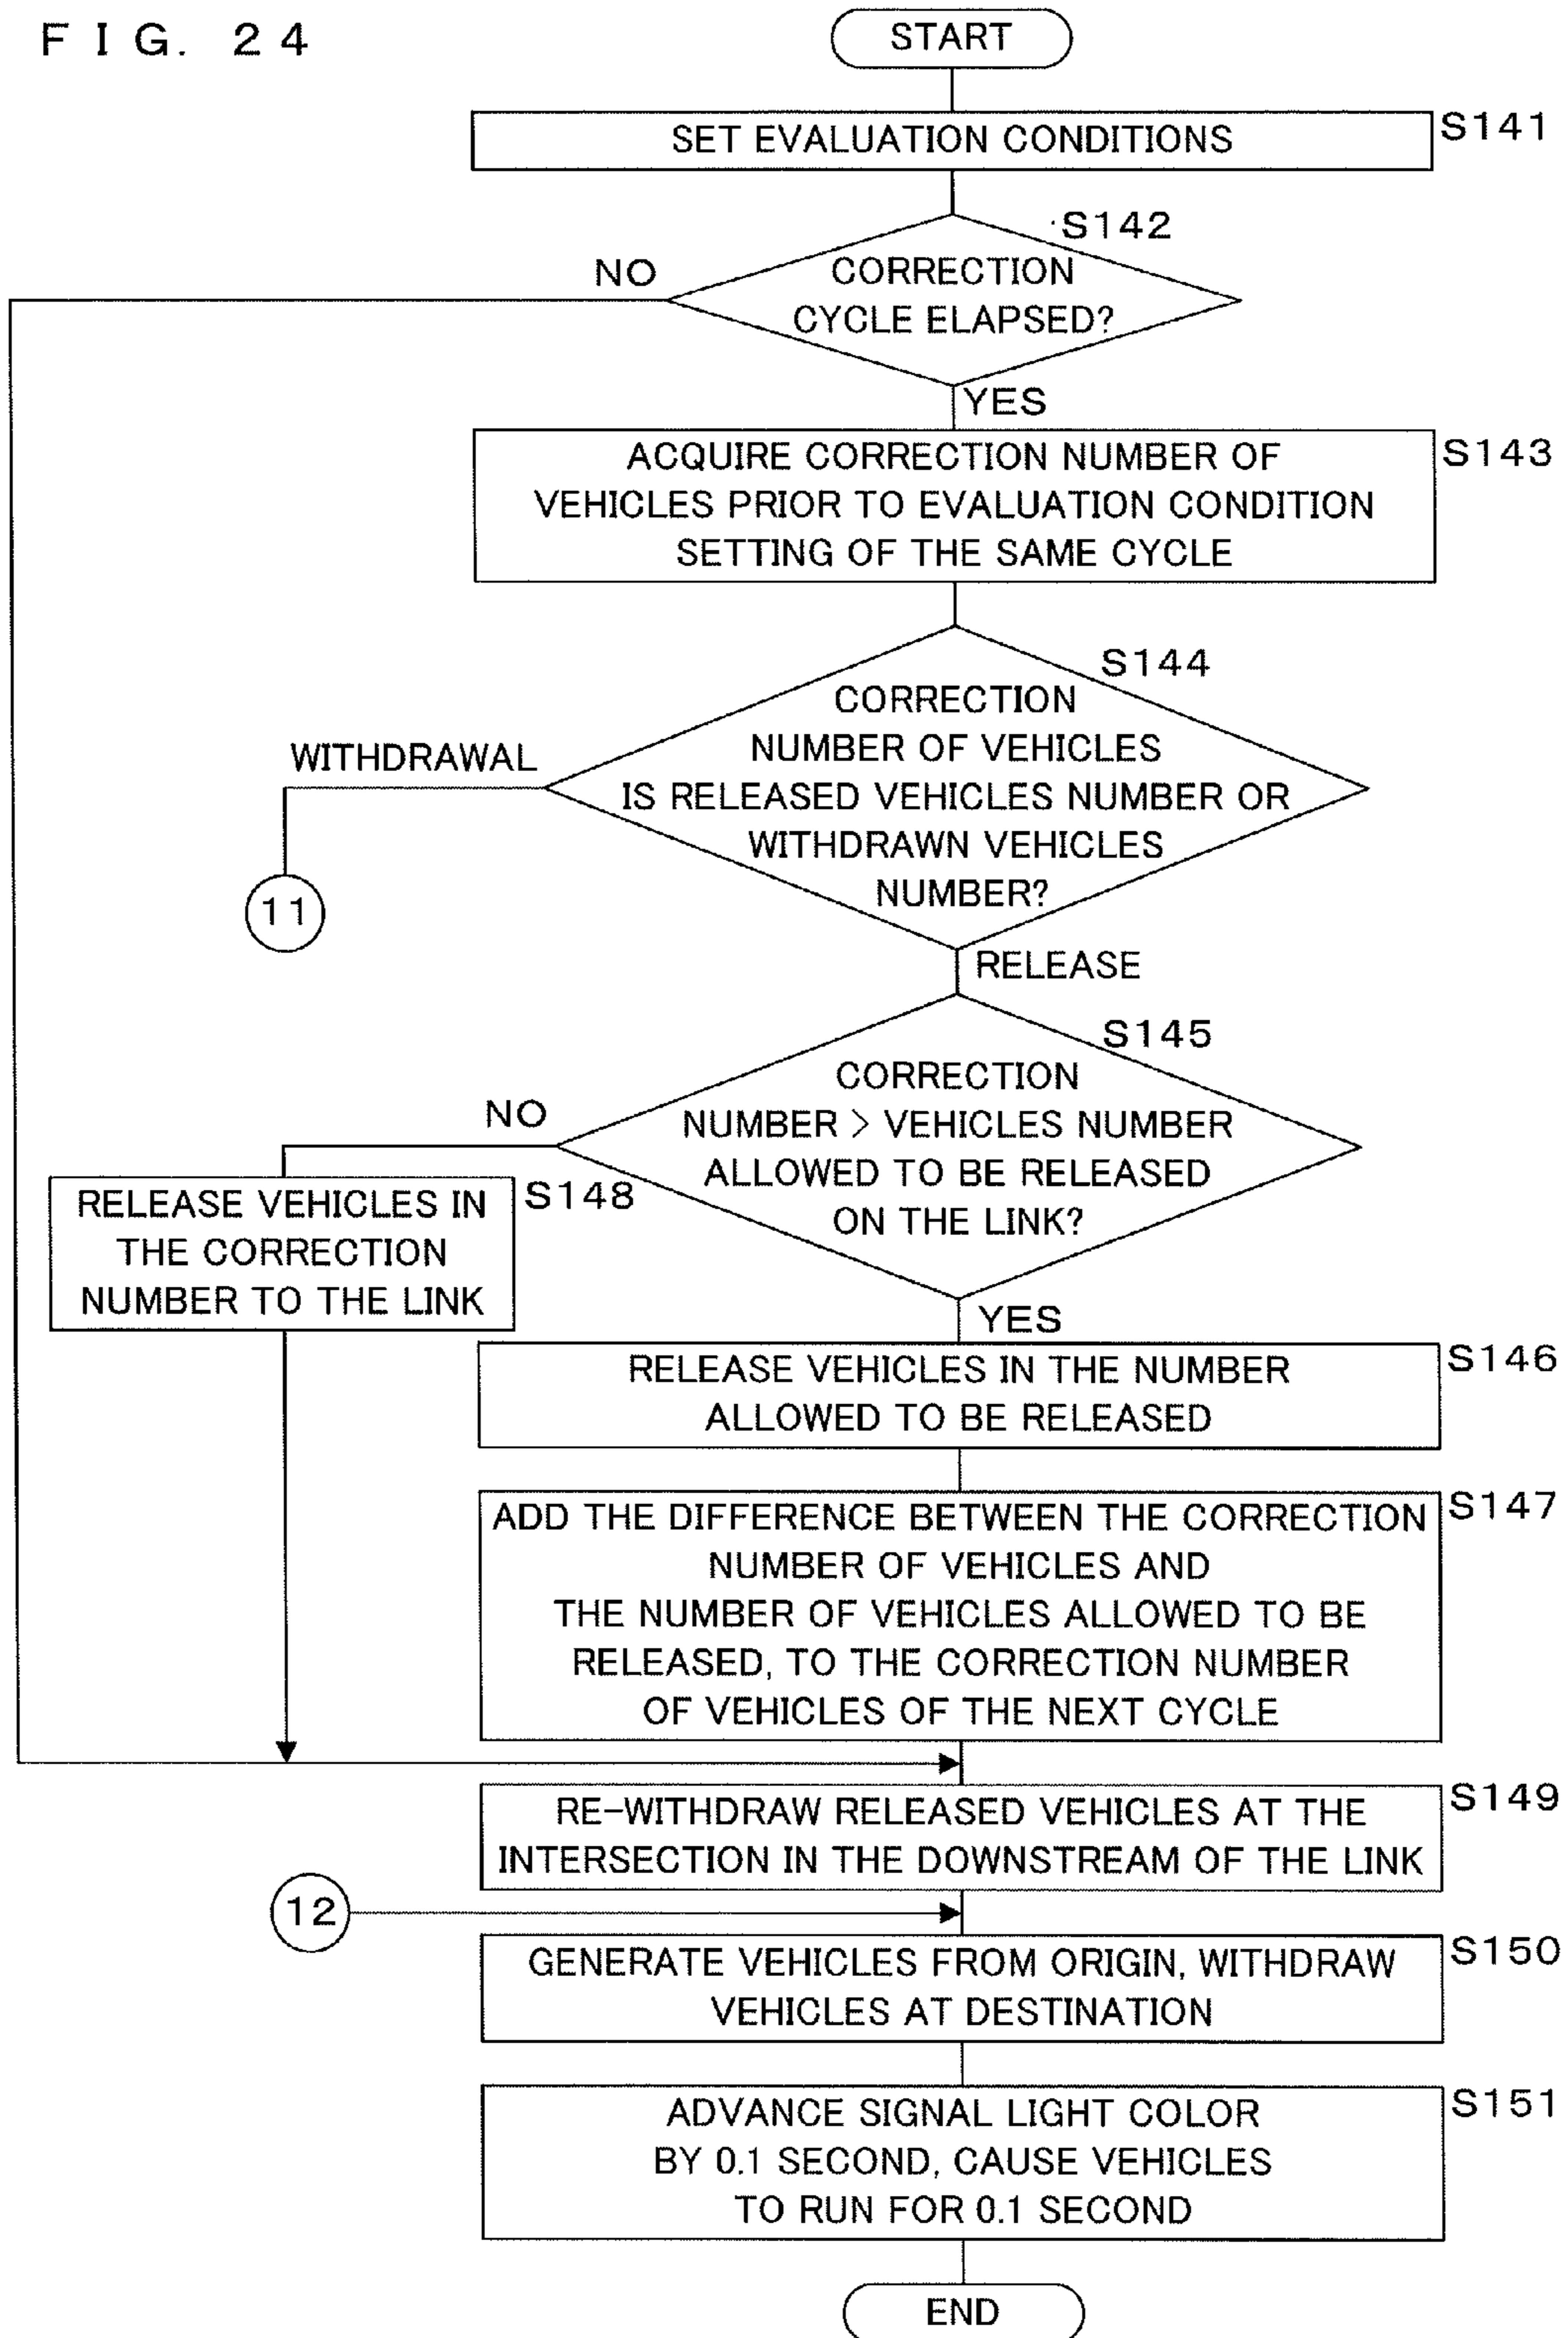 FIG. 24
START
SET EVALUATION CONDITIONS
S141
S142
NO
CORRECTION
CYCLE ELAPSED?
YES
ACQUIRE CORRECTION NUMBER OF
VEHICLES PRIOR TO EVALUATION CONDITION
SETTING OF THE SAME CYCLE
S143
S144
WITHDRAWAL
CORRECTION
NUMBER OF VEHICLES
IS RELEASED VEHICLES NUMBER OR
WITHDRAWN VEHICLES
NUMBER?
11
RELEASE
S145
NO
CORRECTION
NUMBER > VEHICLES NUMBER
ALLOWED TO BE RELEASED
ON THE LINK?
RELEASE VEHICLES IN
THE CORRECTION
NUMBER TO THE LINK
S148
YES
RELEASE VEHICLES IN THE NUMBER
ALLOWED TO BE RELEASED
S146
ADD THE DIFFERENCE BETWEEN THE CORRECTION
NUMBER OF VEHICLES AND
THE NUMBER OF VEHICLES ALLOWED TO BE
RELEASED, TO THE CORRECTION NUMBER
OF VEHICLES OF THE NEXT CYCLE
S147
RE-WITHDRAW RELEASED VEHICLES AT THE
INTERSECTION IN THE DOWNSTREAM OF THE LINK
S149
12
GENERATE VEHICLES FROM ORIGIN, WITHDRAW
VEHICLES AT DESTINATION
S150
ADVANCE SIGNAL LIGHT COLOR
BY 0.1 SECOND, CAUSE VEHICLES
TO RUN FOR 0.1 SECOND
S151
END